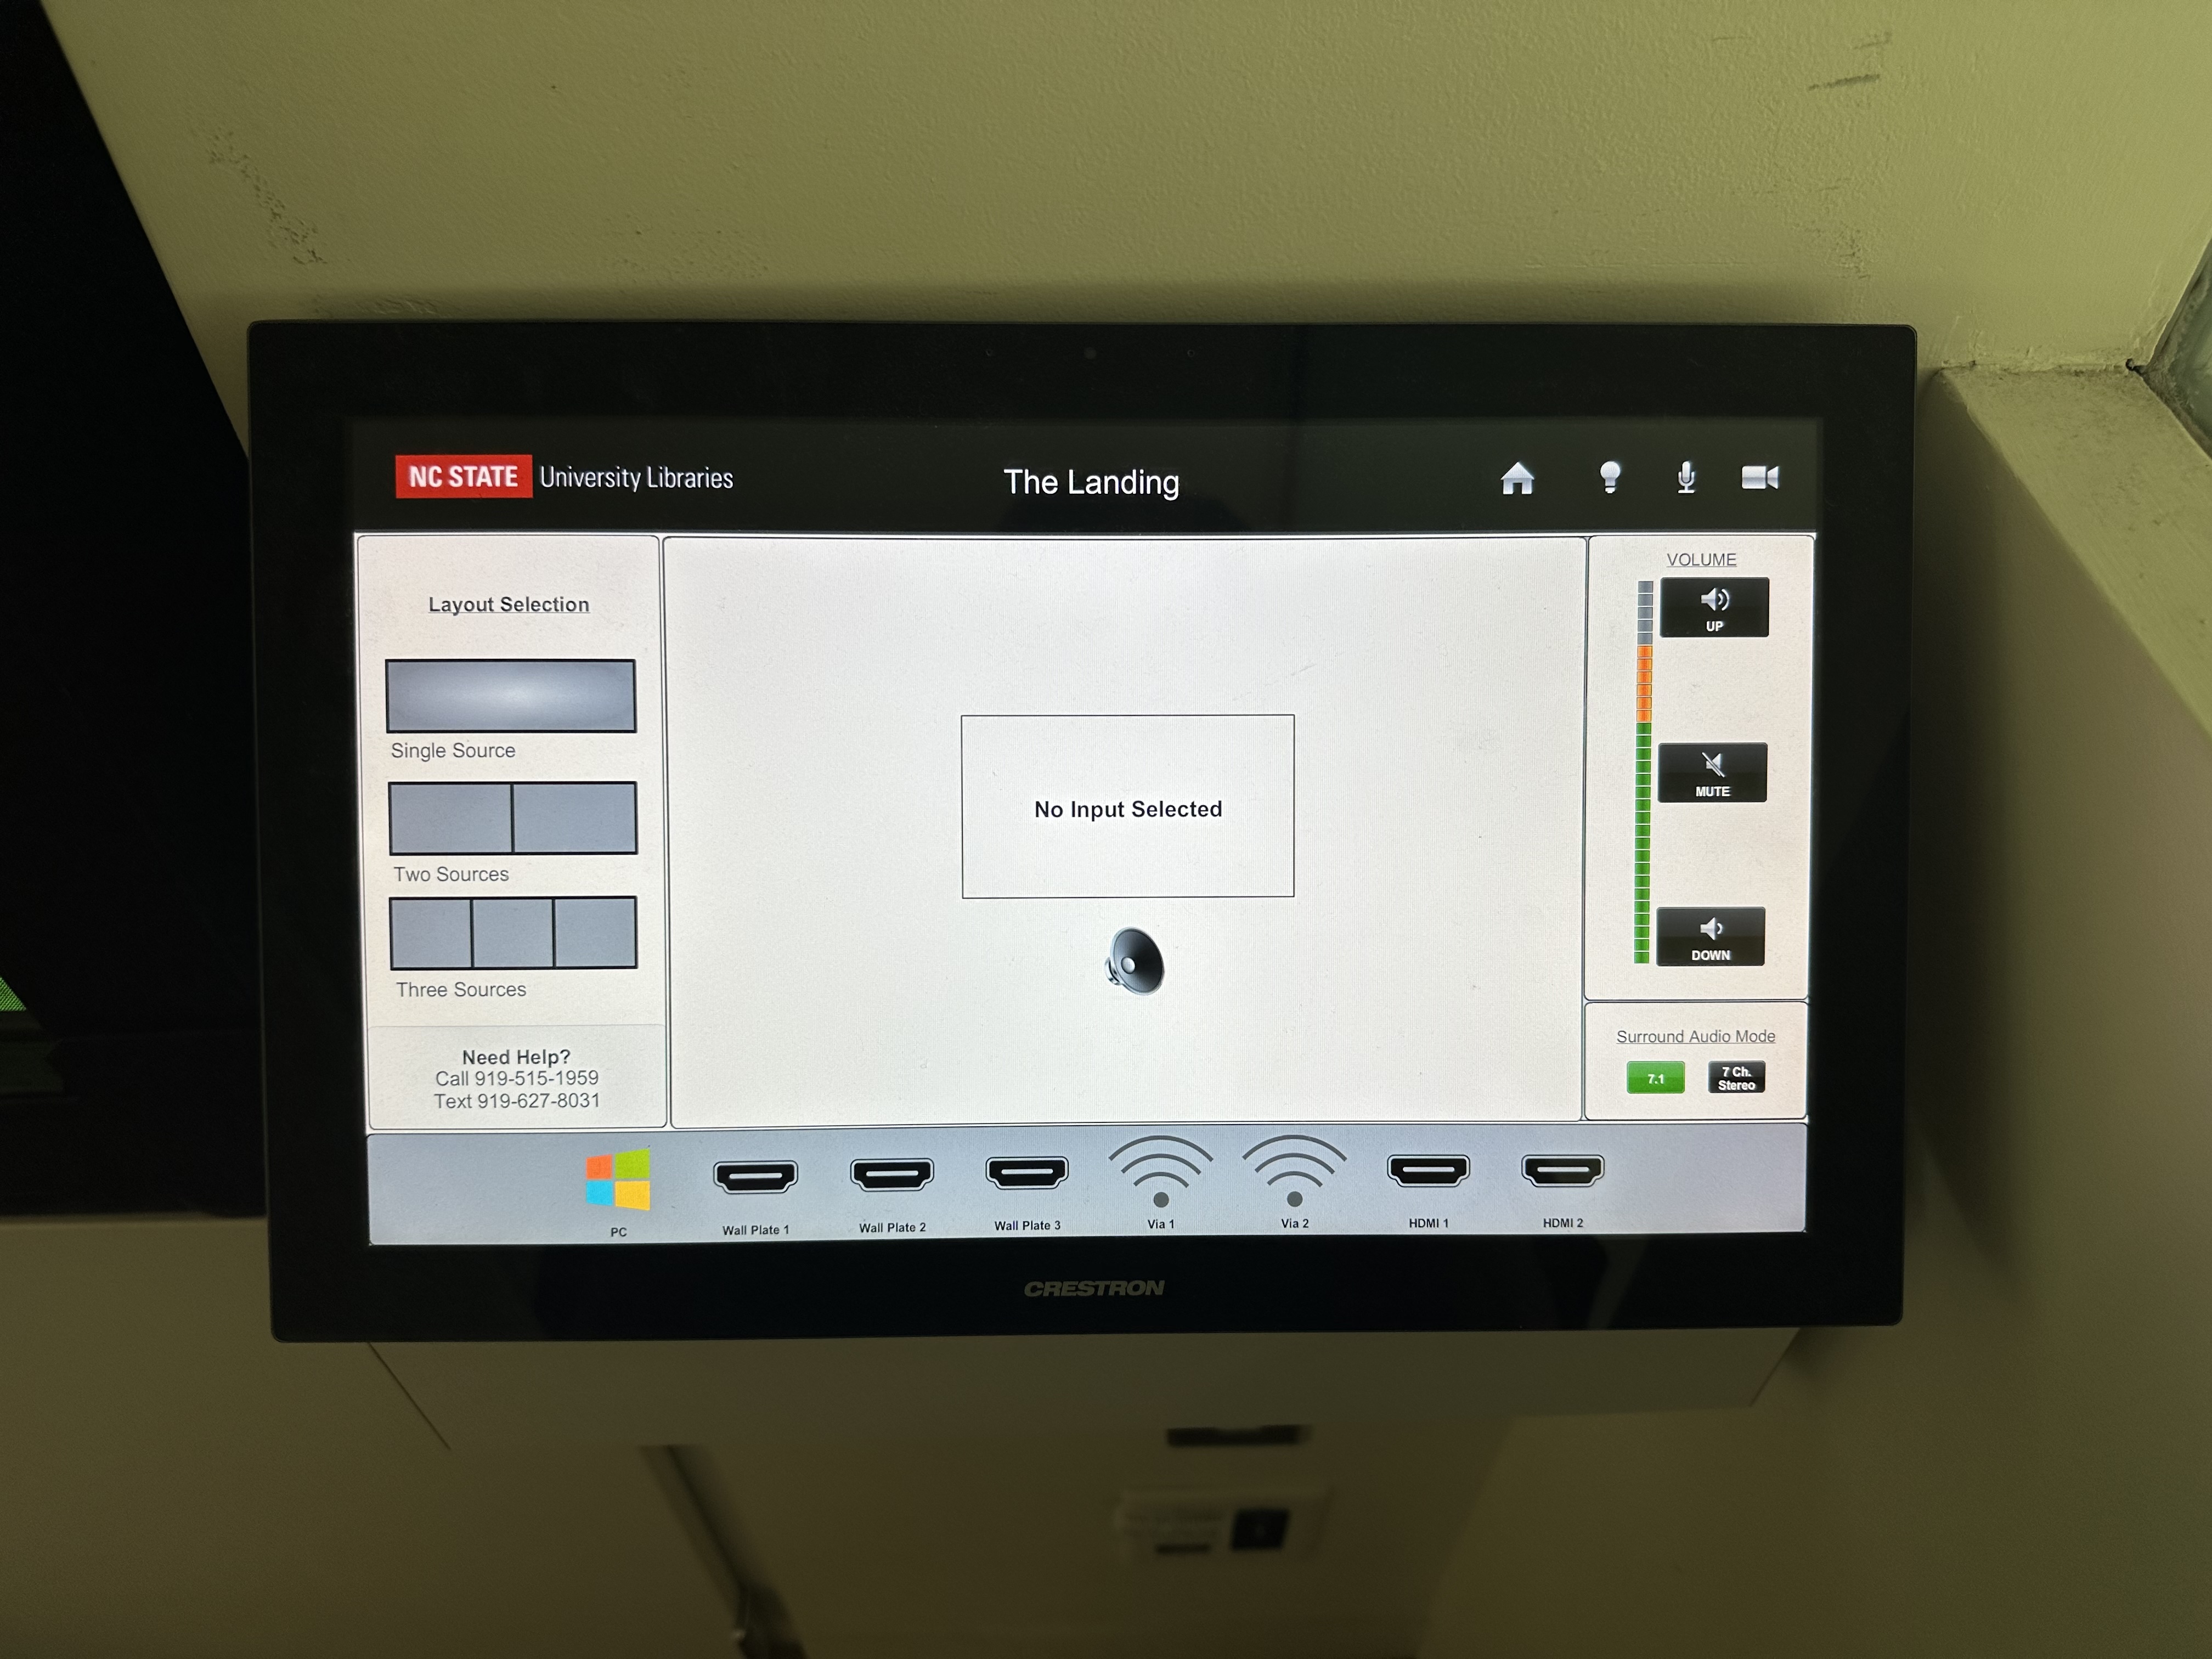 NC STATE University Libraries
The Landing
Layout Selection
Single Source
Two Sources
Three Sources
Need Help?
Call 919-515-1959
Text 919-627-8031
No Input Selected
VOLUME
UP
MUTE
DOWN
Surround Audio Mode
7.1
7 Ch.
Stereo
PC
Wall Plate 1
Wall Plate 2
Wall Plate 3
Via 1
Via 2
HDMI 1
HDMI 2
CRESTRON